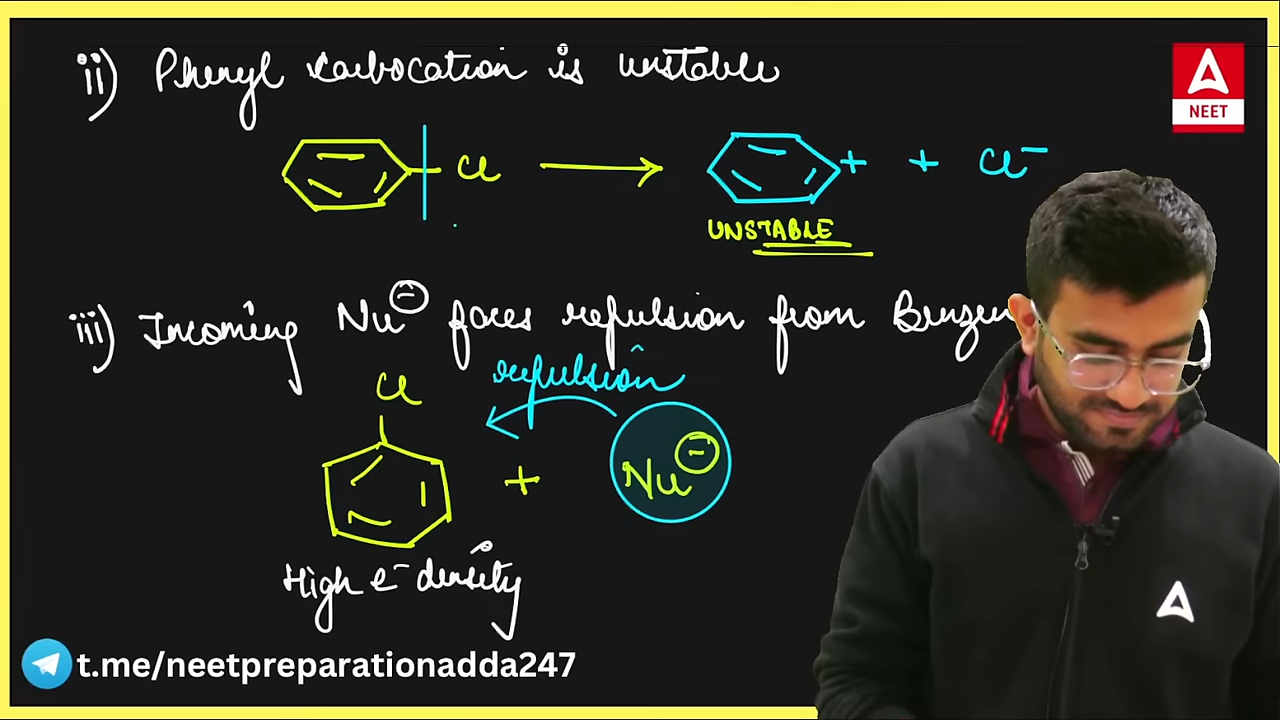 ii) Phenyl carbocation is unstable
Cl ⟶ + + Cl⁻
UNSTABLE
NEET
iii) Incoming Nu⊖ faces repulsion from
repulsion
Cl
+ Nu⊖
High e⁻ density
t.me/neetpreparationadda247